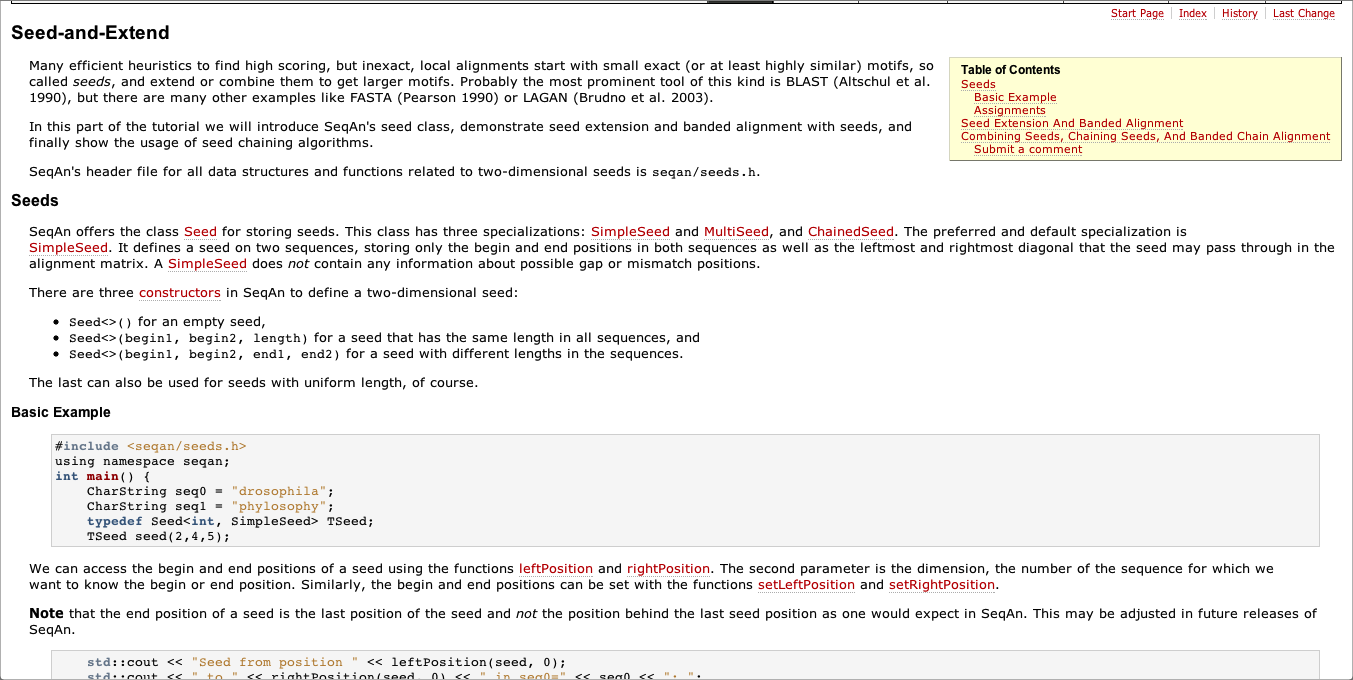 Start Page Index History Last Change
Seed-and-Extend
Many efficient heuristics to find high scoring, but inexact, local alignments start with small exact (or at least highly similar) motifs, so
called seeds, and extend or combine them to get larger motifs. Probably the most prominent tool of this kind is BLAST (Altschul et al.
1990), but there are many other examples like FASTA (Pearson 1990) or LAGAN (Brudno et al. 2003).
In this part of the tutorial we will introduce SeqAn's seed class, demonstrate seed extension and banded alignment with seeds, and
finally show the usage of seed chaining algorithms.
SeqAn's header file for all data structures and functions related to two-dimensional seeds is seqan/seeds.h.
Table of Contents
Seeds
Basic Example
Assignments
Seed Extension And Banded Alignment
Combining Seeds, Chaining Seeds, And Banded Chain Alignment
Submit a comment
Seeds
SeqAn offers the class Seed for storing seeds. This class has three specializations: SimpleSeed and MultiSeed, and ChainedSeed. The preferred and default specialization is
SimpleSeed. It defines a seed on two sequences, storing only the begin and end positions in both sequences as well as the leftmost and rightmost diagonal that the seed may pass through in the
alignment matrix. A SimpleSeed does not contain any information about possible gap or mismatch positions.
There are three constructors in SeqAn to define a two-dimensional seed:
• Seed<>() for an empty seed,
• Seed<>(begin1, begin2, length) for a seed that has the same length in all sequences, and
• Seed<>(begin1, begin2, end1, end2) for a seed with different lengths in the sequences.
The last can also be used for seeds with uniform length, of course.
Basic Example
#include <seqan/seeds.h>
using namespace seqan;
int main() {
CharString seq0 = "drosophila";
CharString seq1 = "phylosophy";
typedef Seed<int, SimpleSeed> TSeed;
TSeed seed(2,4,5);
We can access the begin and end positions of a seed using the functions leftPosition and rightPosition. The second parameter is the dimension, the number of the sequence for which we
want to know the begin or end position. Similarly, the begin and end positions can be set with the functions setLeftPosition and setRightPosition.
Note that the end position of a seed is the last position of the seed and not the position behind the last seed position as one would expect in SeqAn. This may be adjusted in future releases of
SeqAn.
std::cout << "Seed from position " << leftPosition(seed, 0);
std::cout << " to " << rightPosition(seed, 0) << " in seq0=" << seq0 << "; ";